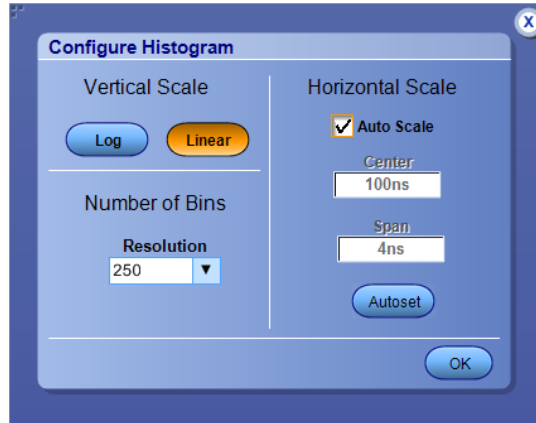 X
Configure Histogram
Vertical Scale
Log
Linear
Number of Bins
Resolution
250
Horizontal Scale
Auto Scale
Center
100ns
Span
4ns
Autoset
OK